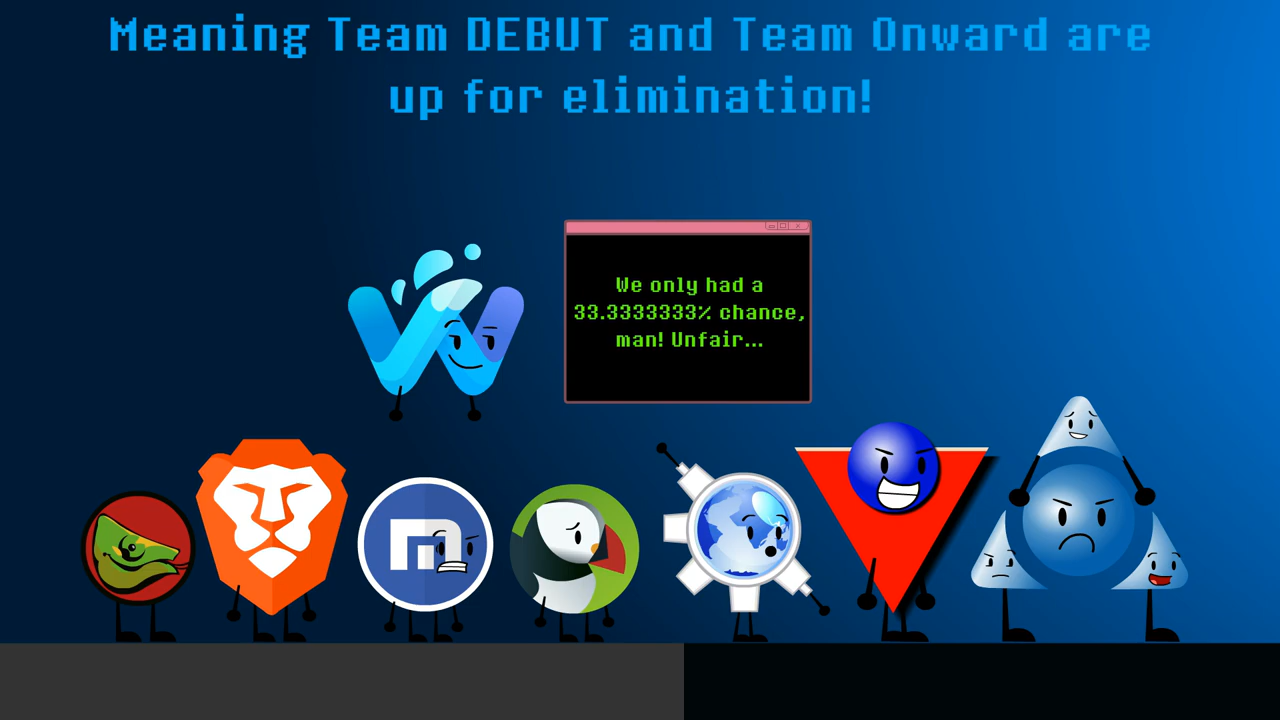 Meaning Team DEBUT and Team Onward are
up for elimination!
We only had a
33.3333333% chance,
man! Unfair...